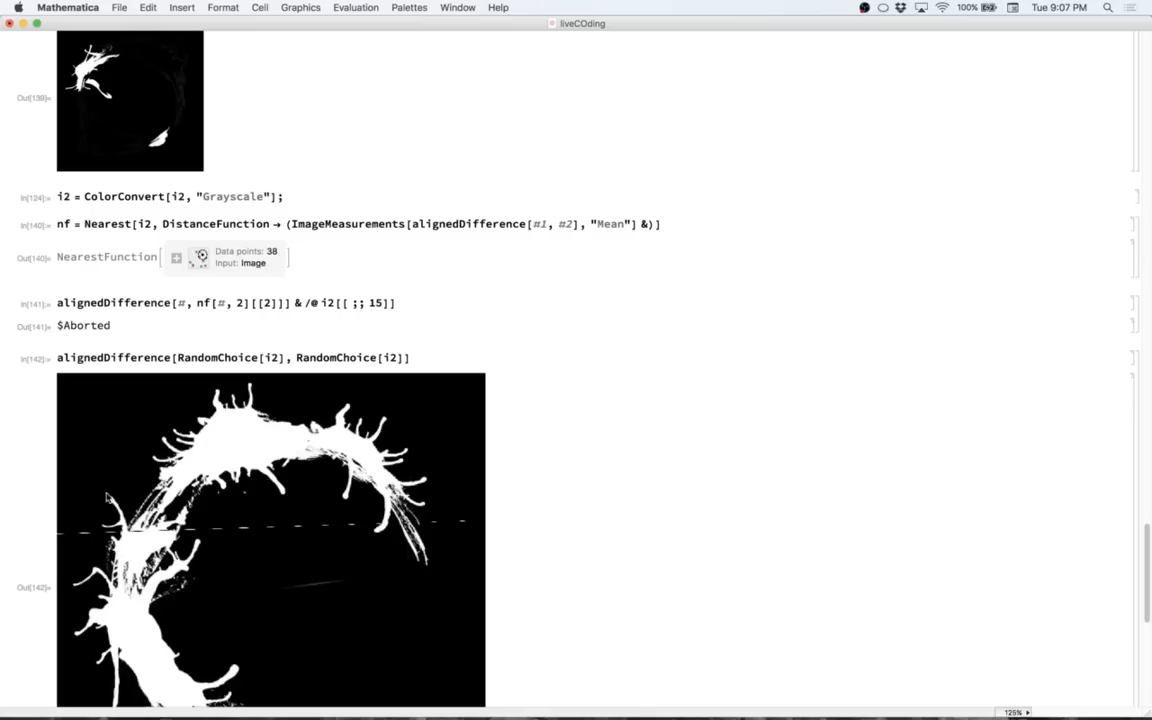 Mathematica File Edit Insert Format Cell Graphics Evaluation Palettes Window Help 100% Tue 9:07 PM
liveCOding
Out[139]=
In[124]:= i2 = ColorConvert[i2, "Grayscale"];
In[140]:= nf = Nearest[i2, DistanceFunction → (ImageMeasurements[alignedDifference[#1, #2], "Mean"] &)]
Out[140]= NearestFunction[ Data points: 38 ]
Input: Image
In[141]:= alignedDifference[#, nf[#, 2][[2]]] & /@ i2[[ ;; 15]]
Out[141]= $Aborted
In[142]:= alignedDifference[RandomChoice[i2], RandomChoice[i2]]
Out[142]=
125%